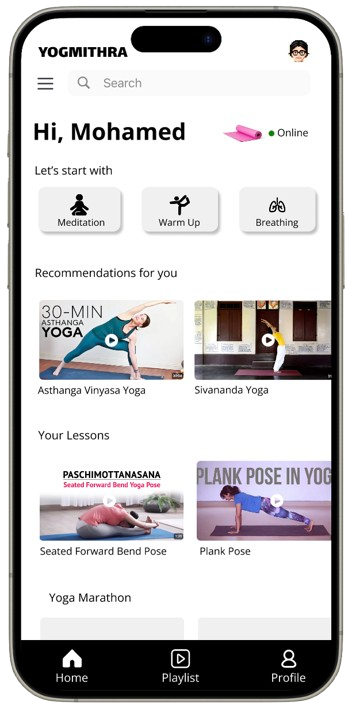 YOGMITHRA
Search
Hi, Mohamed
Online
Let's start with
Meditation
Warm Up
Breathing
Recommendations for you
30-MIN
ASTHANGA
YOGA
Asthanga Vinyasa Yoga
Sivananda Yoga
Your Lessons
PASCHIMOTTANASANA
Seated Forward Bend Yoga Pose
PLANK POSE IN YOG
Seated Forward Bend Pose
Plank Pose
Yoga Marathon
Home
Playlist
Profile